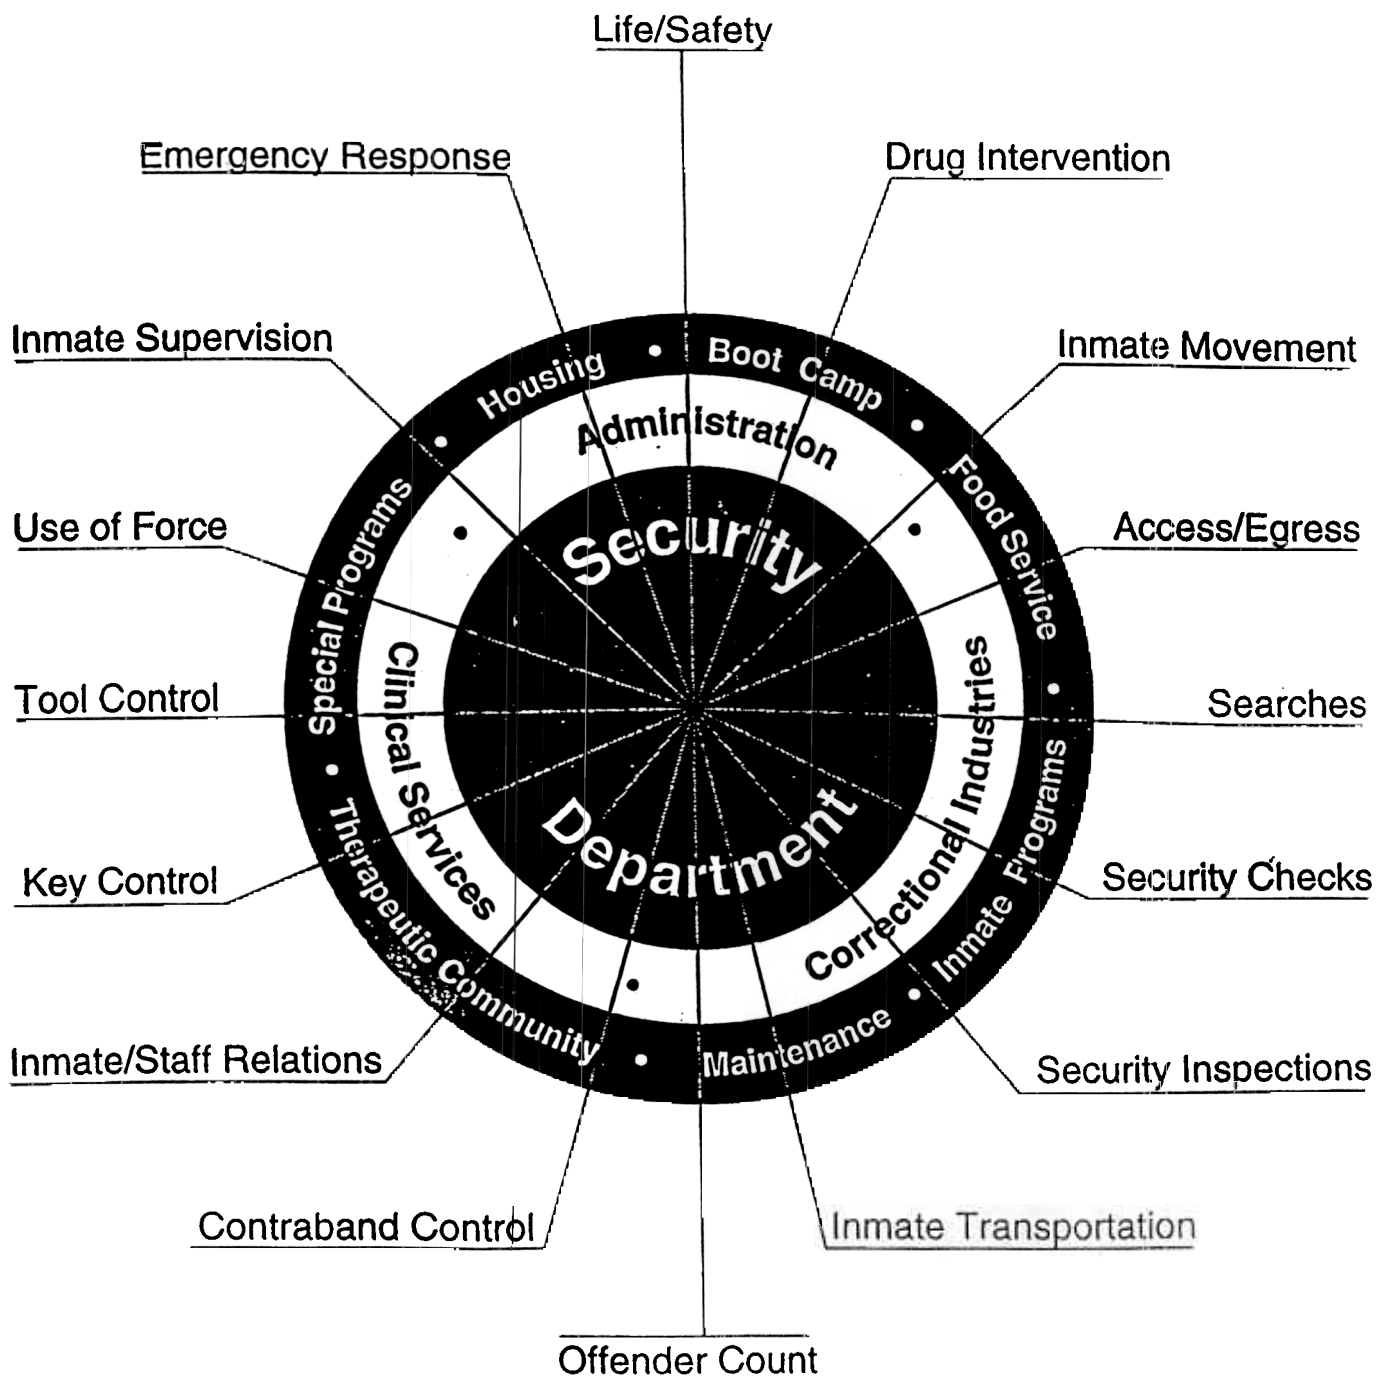 Life/Safety
Emergency Response
Drug Intervention
Inmate Supervision
Inmate Movement
Use of Force
Access/Egress
Tool Control
Searches
Key Control
Security Checks
Inmate/Staff Relations
Security Inspections
Contraband Control
Inmate Transportation
Offender Count
Housing • Boot Camp • Food Service • Inmate Programs • Maintenance • Therapeutic Community • Special Programs •
Administration • Correctional Industries • Clinical Services •
Security
Department